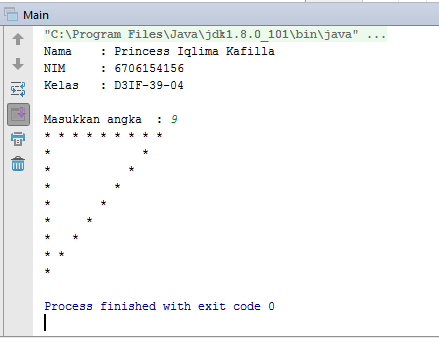 Main
"C:\Program Files\Java\jdk1.8.0_101\bin\java" ...
Nama    : Princess Iqlima Kafilla
NIM     : 6706154156
Kelas   : D3IF-39-04

Masukkan angka  : 9
* * * * * * * * *
*             *
*           *
*         *
*       *
*     *
*   *
* *
*

Process finished with exit code 0